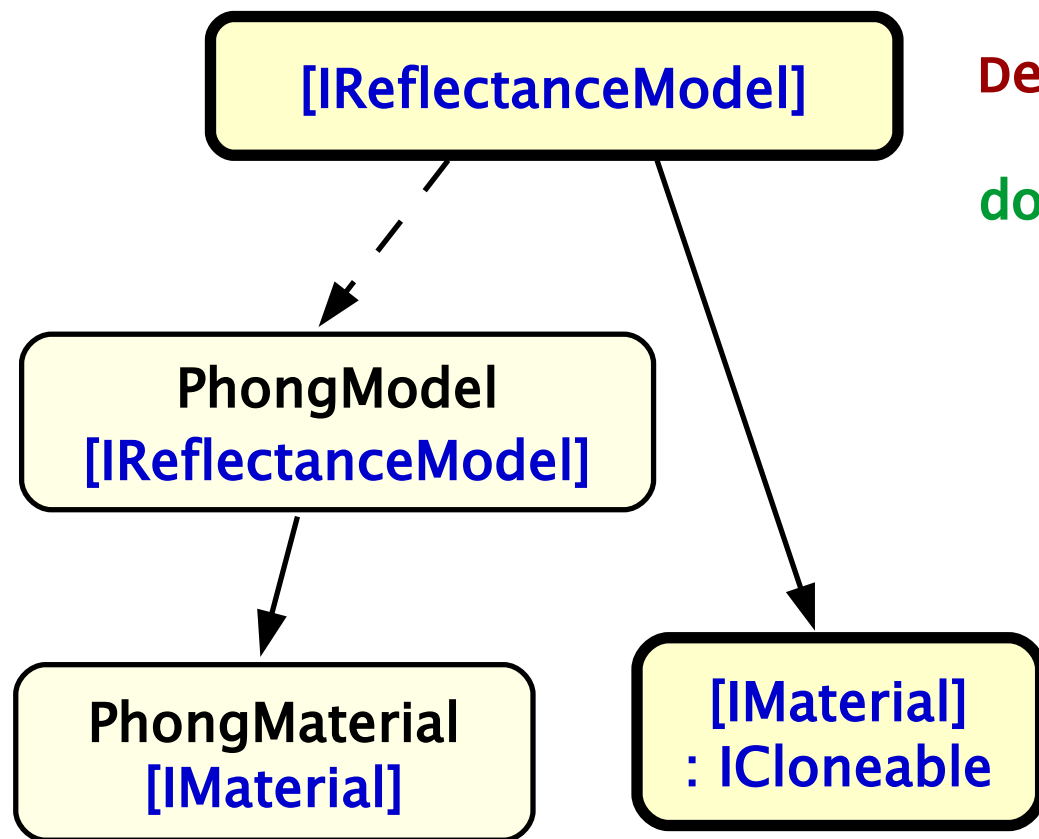 [IReflectanceModel]
PhongModel
[IReflectanceModel]
PhongMaterial
[IMaterial]
[IMaterial]
: ICloneable